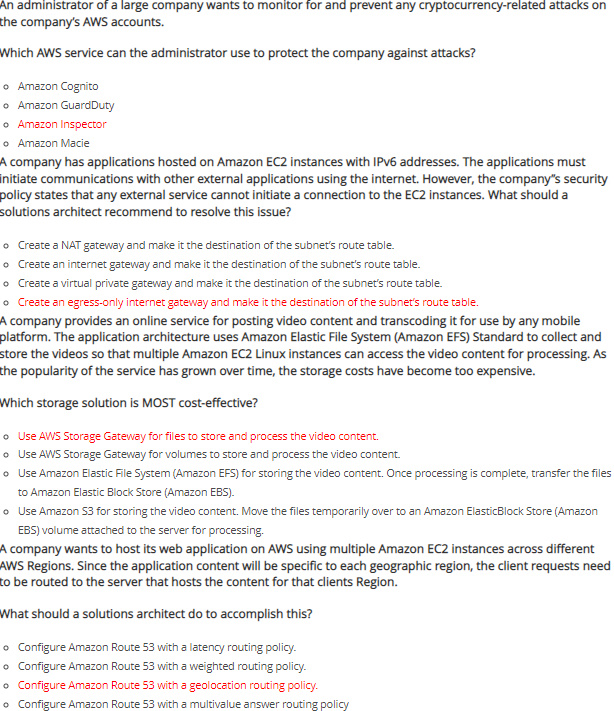 An administrator of a large company wants to monitor for and prevent any cryptocurrency-related attacks on
the company's AWS accounts.
Which AWS service can the administrator use to protect the company against attacks?
Amazon Cognito
Amazon GuardDuty
Amazon Inspector
Amazon Macie
A company has applications hosted on Amazon EC2 instances with IPv6 addresses. The applications must
initiate communications with other external applications using the internet. However, the company"s security
policy states that any external service cannot initiate a connection to the EC2 instances. What should a
solutions architect recommend to resolve this issue?
Create a NAT gateway and make it the destination of the subnet's route table.
Create an internet gateway and make it the destination of the subnet's route table.
Create a virtual private gateway and make it the destination of the subnet's route table.
Create an egress-only internet gateway and make it the destination of the subnet's route table.
A company provides an online service for posting video content and transcoding it for use by any mobile
platform. The application architecture uses Amazon Elastic File System (Amazon EFS) Standard to collect and
store the videos so that multiple Amazon EC2 Linux instances can access the video content for processing. As
the popularity of the service has grown over time, the storage costs have become too expensive.
Which storage solution is MOST cost-effective?
Use AWS Storage Gateway for files to store and process the video content.
Use AWS Storage Gateway for volumes to store and process the video content.
Use Amazon Elastic File System (Amazon EFS) for storing the video content. Once processing is complete, transfer the files
to Amazon Elastic Block Store (Amazon EBS).
Use Amazon S3 for storing the video content. Move the files temporarily over to an Amazon ElasticBlock Store (Amazon
EBS) volume attached to the server for processing.
A company wants to host its web application on AWS using multiple Amazon EC2 instances across different
AWS Regions. Since the application content will be specific to each geographic region, the client requests need
to be routed to the server that hosts the content for that clients Region.
What should a solutions architect do to accomplish this?
Configure Amazon Route 53 with a latency routing policy.
Configure Amazon Route 53 with a weighted routing policy.
Configure Amazon Route 53 with a geolocation routing policy.
Configure Amazon Route 53 with a multivalue answer routing policy